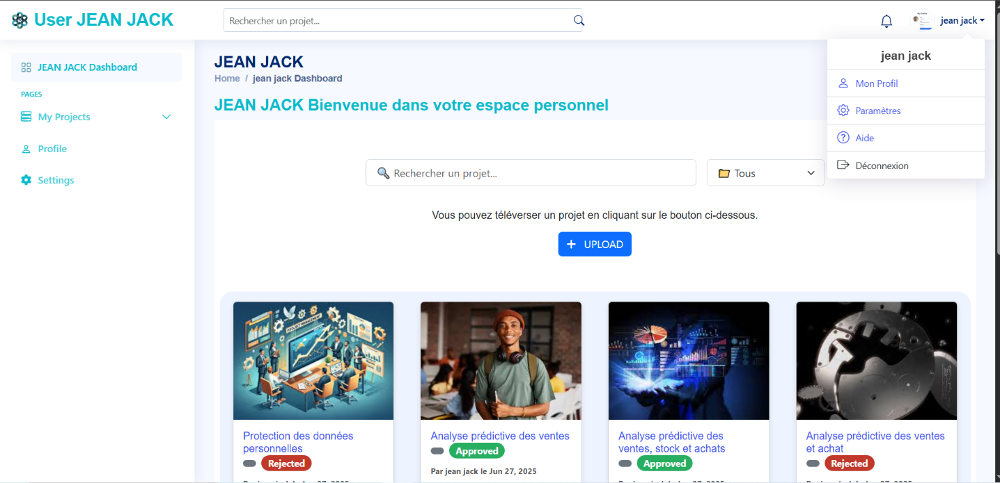 User JEAN JACK
Rechercher un projet...
jean jack
jean jack
Mon Profil
Paramètres
Aide
Déconnexion
JEAN JACK Dashboard
PAGES
My Projects
Profile
Settings
JEAN JACK
Home / jean jack Dashboard
JEAN JACK Bienvenue dans votre espace personnel
Rechercher un projet...
Tous
Vous pouvez téléverser un projet en cliquant sur le bouton ci-dessous.
+ UPLOAD
PROJECT MANAGEMENT
Protection des données
personnelles
Rejected
Analyse prédictive des ventes
Approved
Par jean jack le Jun 27, 2025
Analyse prédictive des
ventes, stock et achats
Approved
Analyse prédictive des ventes
et achat
Rejected